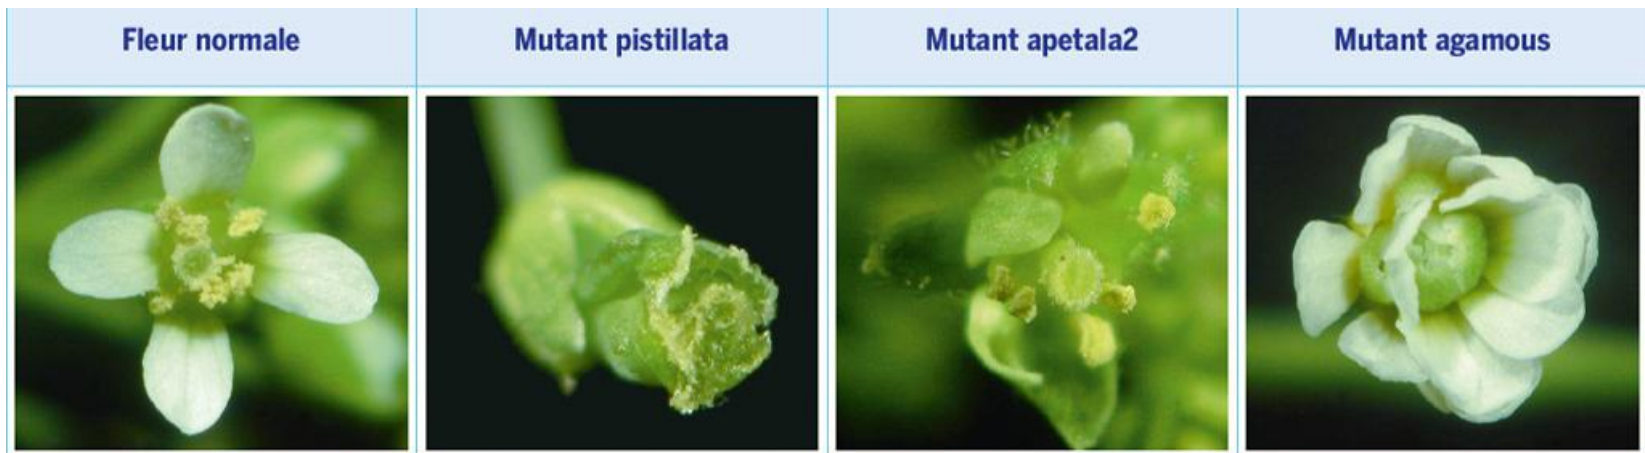 Fleur normale
Mutant pistillata
Mutant apetala2
Mutant agamous